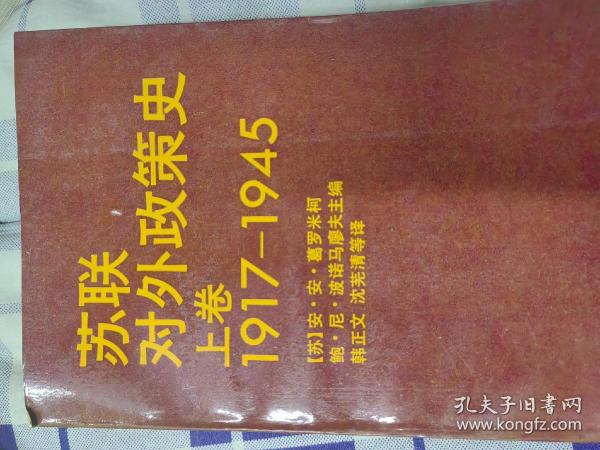 苏联
对外政策史
上卷
1917-1945
【苏】安·安·葛罗米柯
鲍·尼·波诺马廖夫主编
韩正文 沈芜清等译
孔夫子旧书网
www.kongfz.com